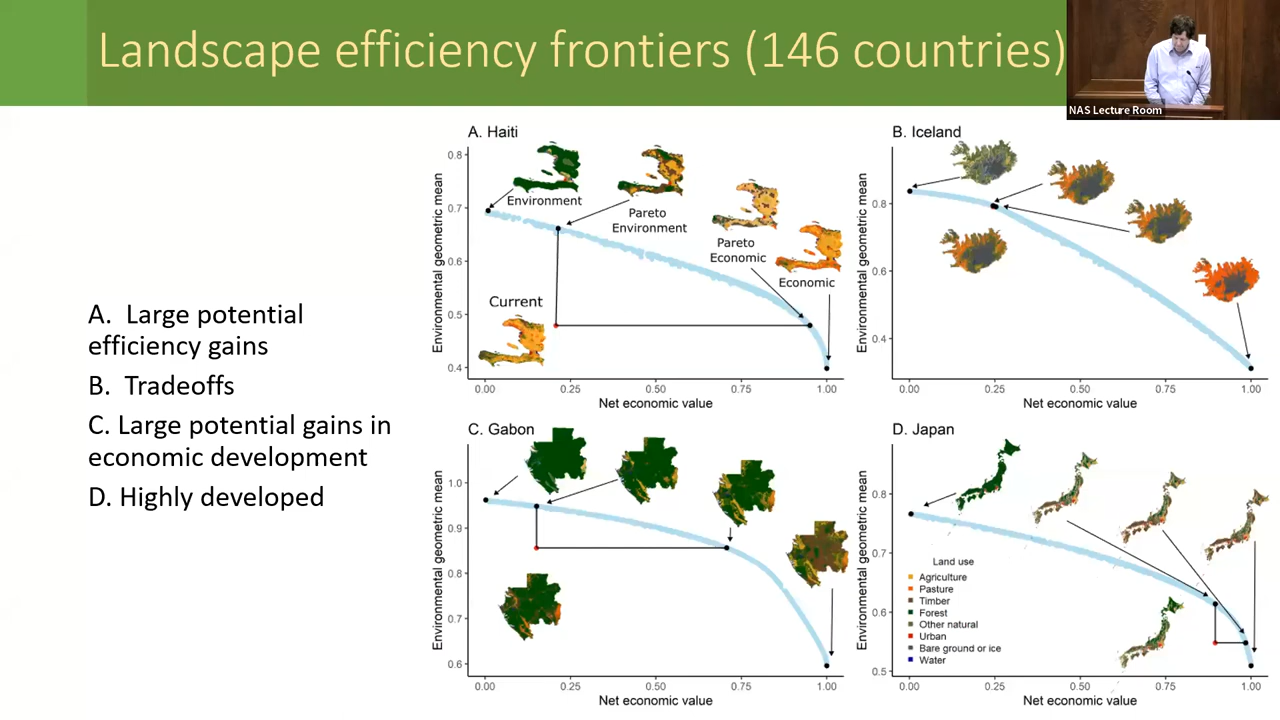 Landscape efficiency frontiers (146 countries)
NAS Lecture Room
A. Large potential
efficiency gains
B. Tradeoffs
C. Large potential gains in
economic development
D. Highly developed
A. Haiti
Environmental geometric mean
0.8
0.7
0.6
0.5
0.4
Environment
Pareto
Environment
Pareto
Economic
Economic
Current
0.00 0.25 0.50 0.75 1.00
Net economic value
B. Iceland
Environmental geometric mean
0.8
0.6
0.4
0.00 0.25 0.50 0.75 1.00
Net economic value
C. Gabon
Environmental geometric mean
1.0
0.9
0.8
0.7
0.6
0.00 0.25 0.50 0.75 1.00
Net economic value
D. Japan
Environmental geometric mean
0.8
0.7
0.6
0.5
Land use
Agriculture
Pasture
Timber
Forest
Other natural
Urban
Bare ground or ice
Water
0.00 0.25 0.50 0.75 1.00
Net economic value